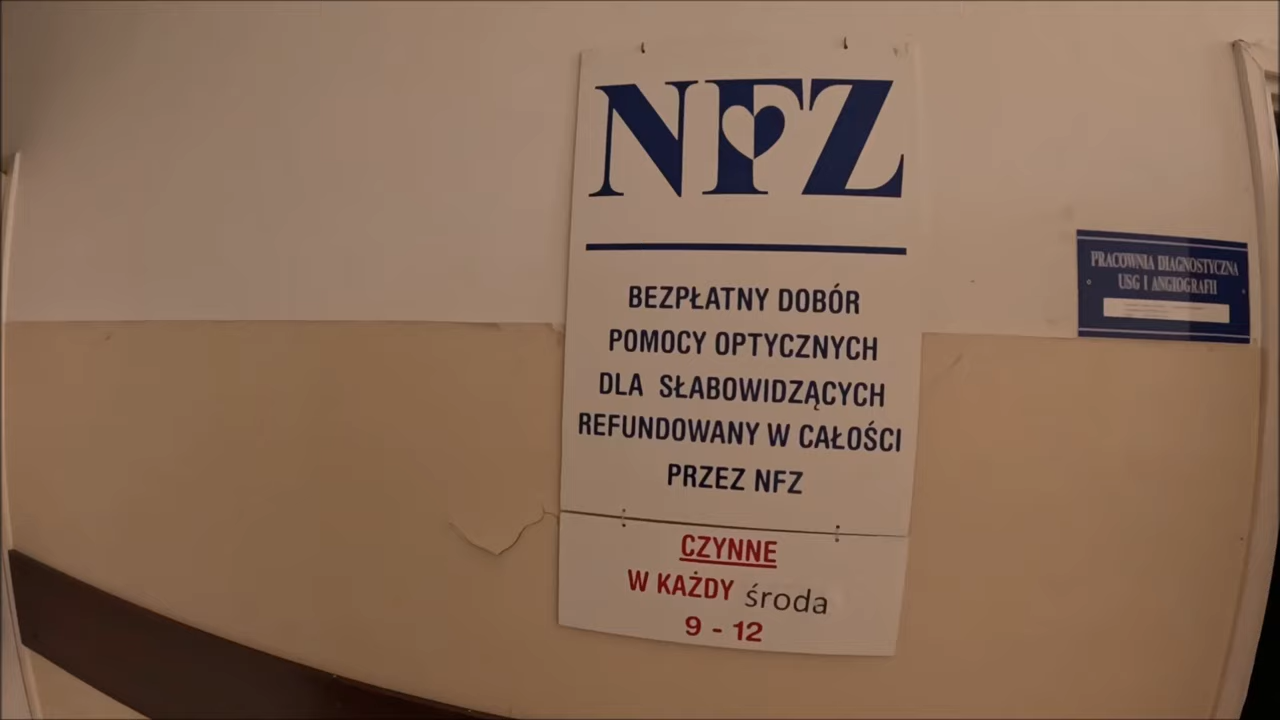 NFZ
BEZPŁATNY DOBÓR
POMOCY OPTYCZNYCH
DLA SŁABOWIDZĄCYCH
REFUNDOWANY W CAŁOŚCI
PRZEZ NFZ
CZYNNE
W KAŻDY środa
9 - 12
PRACOWNIA DIAGNOSTYCZNA
USG I ANGIOGRAFII